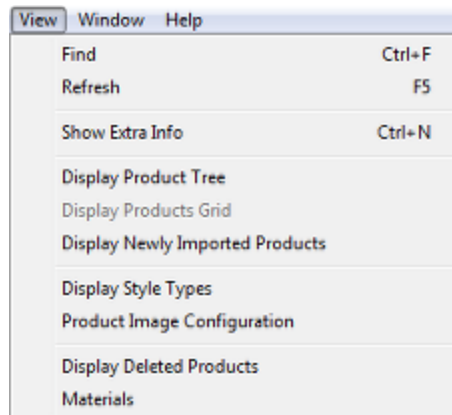 View Window Help
Find Ctrl+F
Refresh F5
Show Extra Info Ctrl+N
Display Product Tree
Display Products Grid
Display Newly Imported Products
Display Style Types
Product Image Configuration
Display Deleted Products
Materials